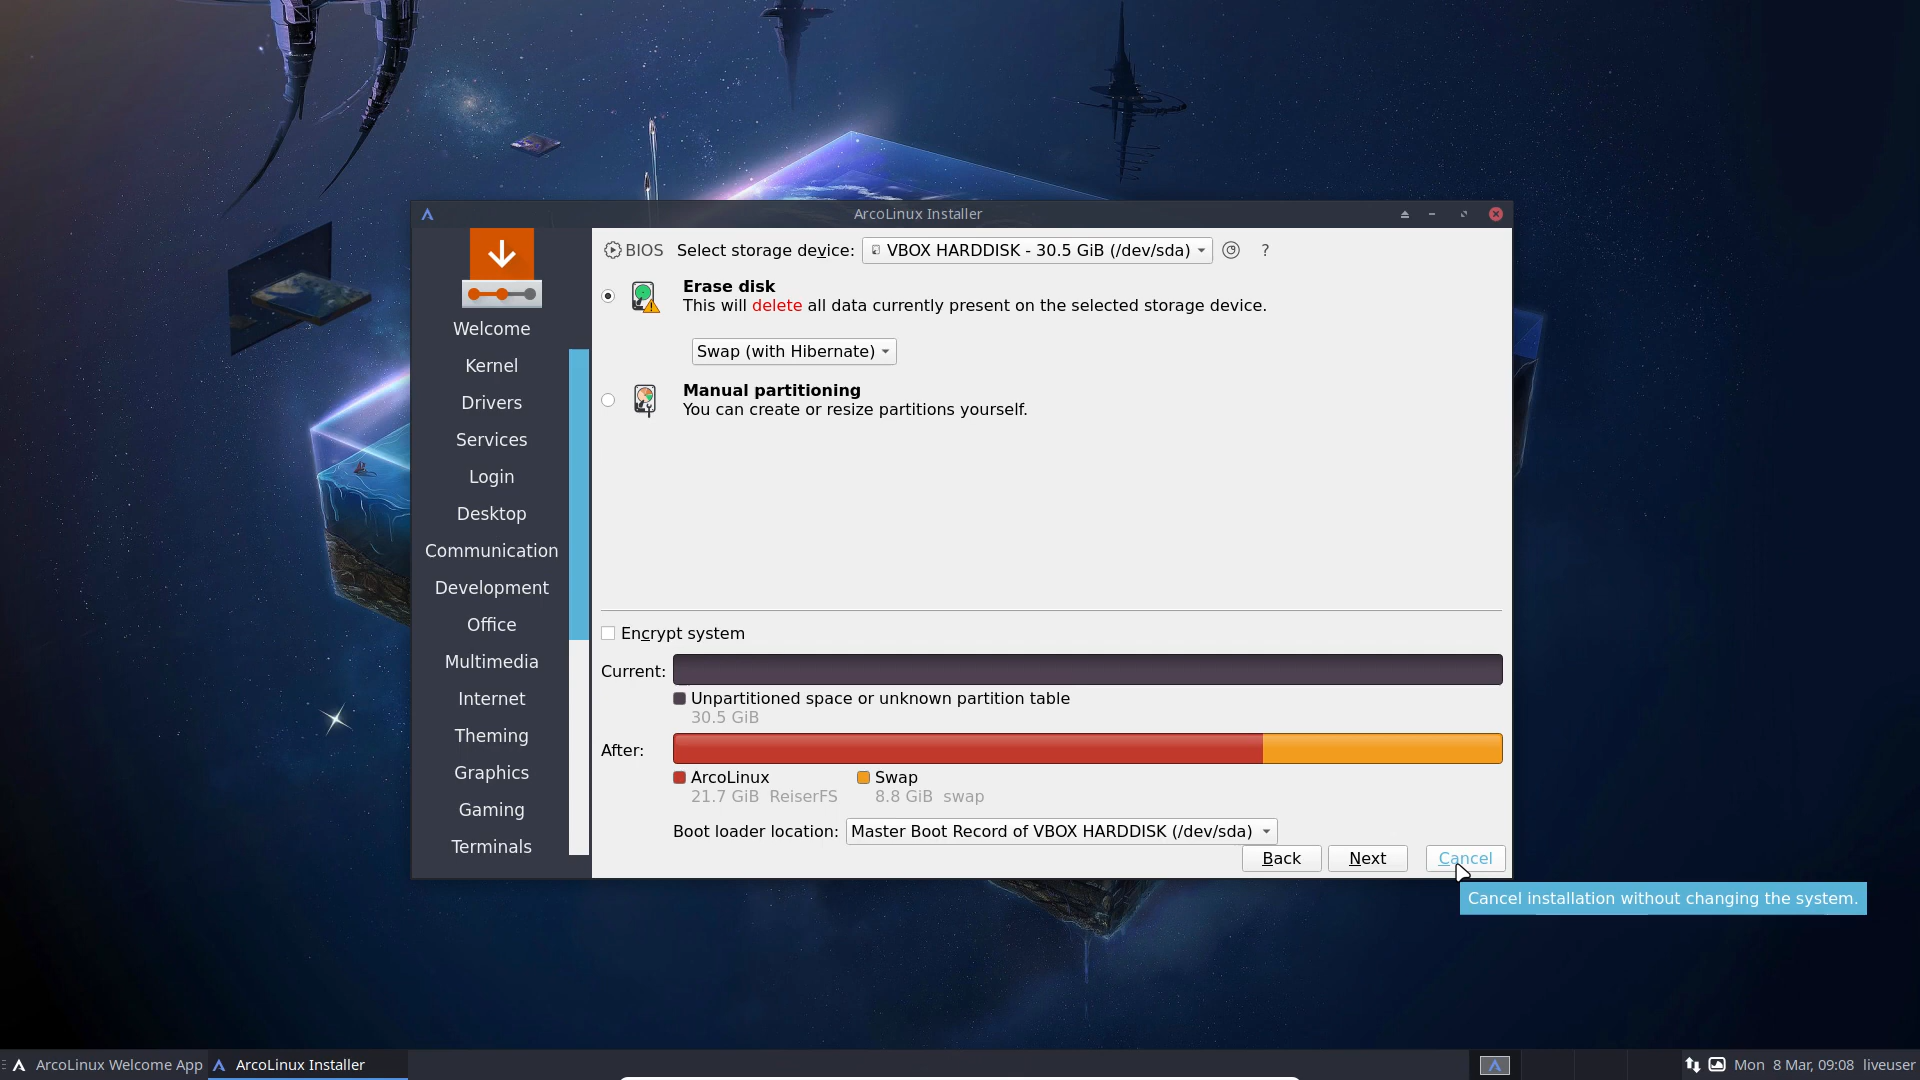 ArcoLinux Installer
BIOS Select storage device: VBOX HARDDISK - 30.5 GiB (/dev/sda) ?
Erase disk
This will delete all data currently present on the selected storage device.
Swap (with Hibernate)
Manual partitioning
You can create or resize partitions yourself.
Welcome
Kernel
Drivers
Services
Login
Desktop
Communication
Development
Office
Multimedia
Internet
Theming
Graphics
Gaming
Terminals
Encrypt system
Current:
Unpartitioned space or unknown partition table
30.5 GiB
After:
ArcoLinux Swap
21.7 GiB ReiserFS 8.8 GiB swap
Boot loader location: Master Boot Record of VBOX HARDDISK (/dev/sda)
Back Next Cancel
Cancel installation without changing the system.
ArcoLinux Welcome App ArcoLinux Installer Mon 8 Mar, 09:08 liveuser